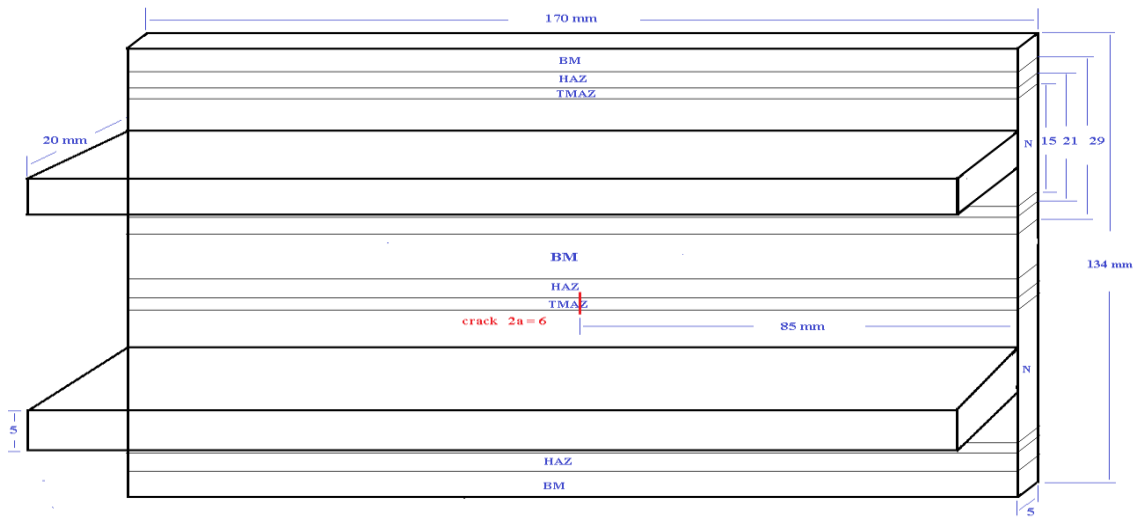 170 mm
BM
HAZ
TMAZ
20 mm
N
15
21
29
BM
134 mm
HAZ
TMAZ
crack 2a = 6
85 mm
N
5
HAZ
BM
5